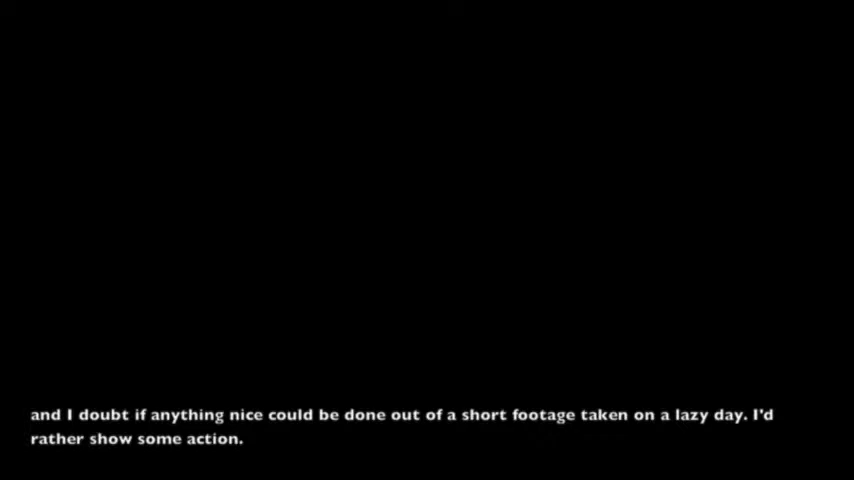 and I doubt if anything nice could be done out of a short footage taken on a lazy day. I'd
rather show some action.